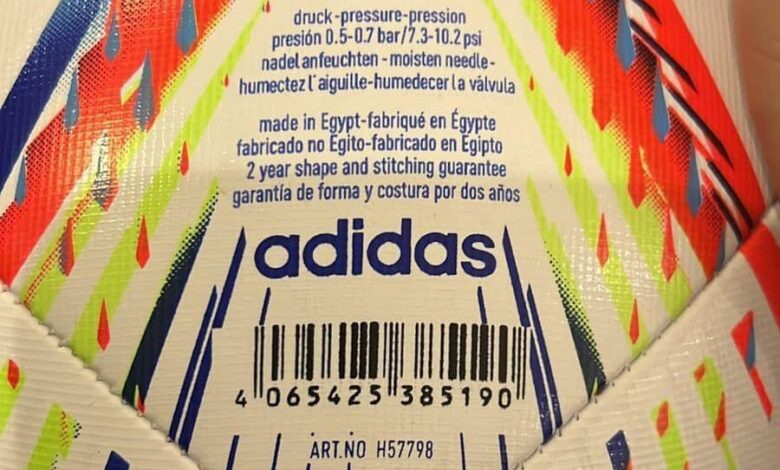 druck-pressure-pression
presión 0.5-0.7 bar/7.3-10.2 psi
nadel anfeuchten - moisten needle-
humectez l'aiguille-humedecer la válvula
made in Egypt-fabriqué en Égypte
fabricado no Egito-fabricado en Egipto
2 year shape and stitching guarantee
garantía de forma y costura por dos años
adidas
4 065425 385190
ART.NO H57798